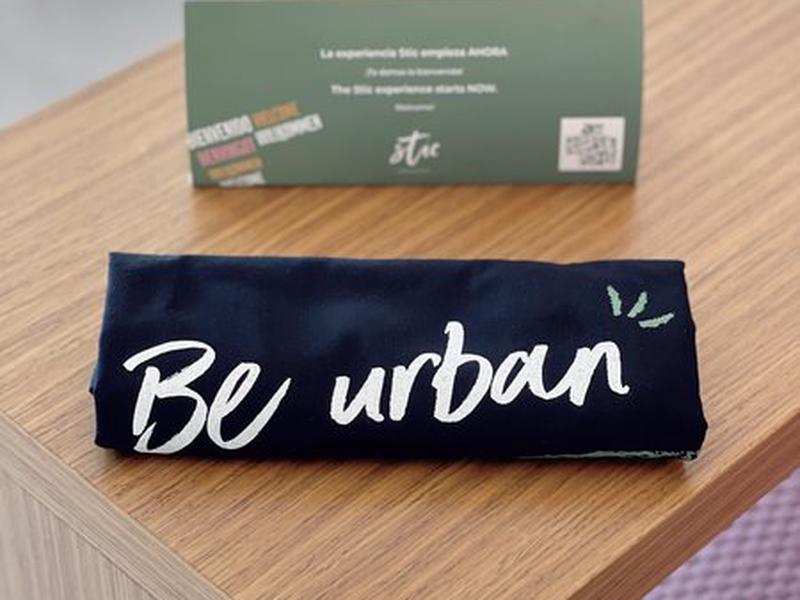 La experiencia Stic empieza AHORA
¡Te damos la bienvenida!
The Stic experience starts NOW.
Welcome!
BIENVENIDO WELCOME
WILLKOMMEN
stic
Be urban